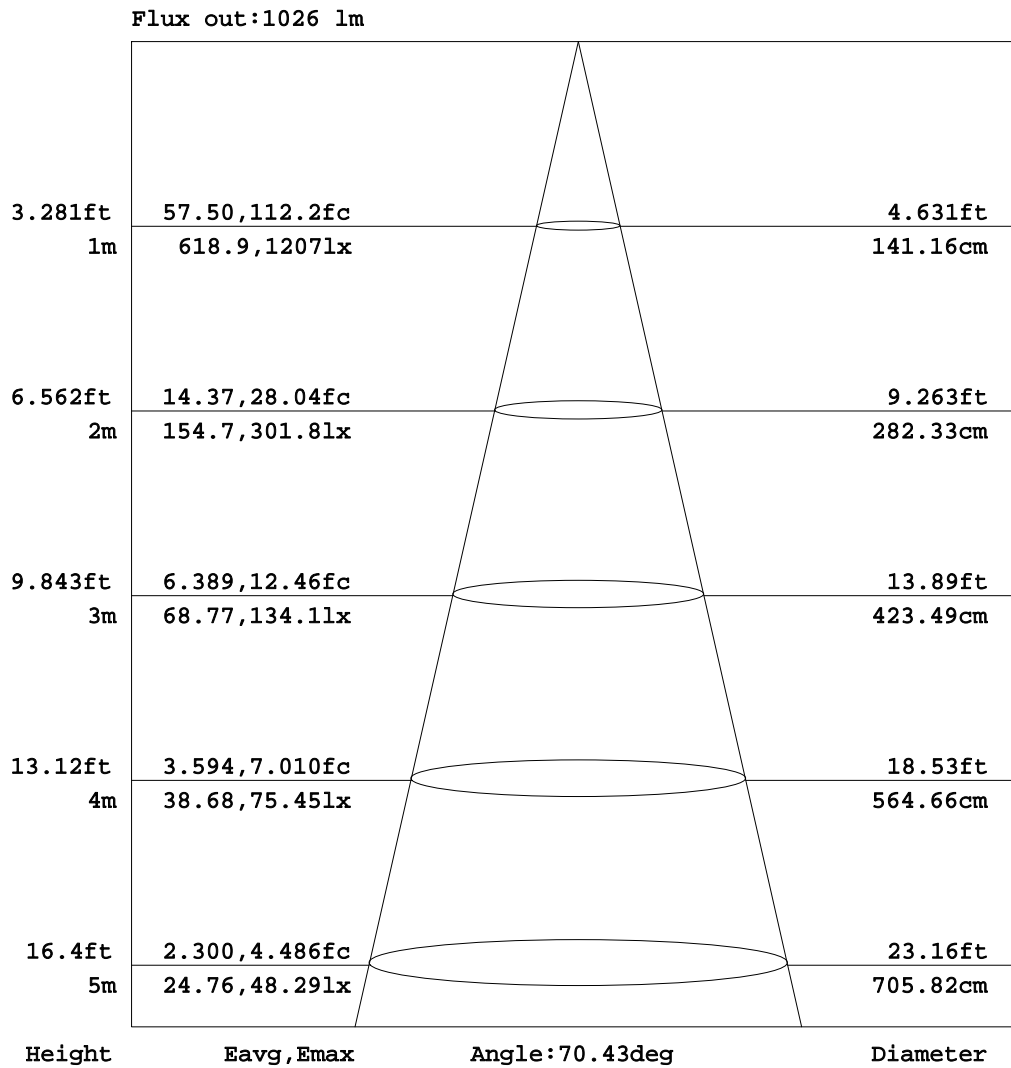 Flux out:1026 lm
3.281ft 57.50,112.2fc 4.631ft
1m 618.9,1207lx 141.16cm
6.562ft 14.37,28.04fc 9.263ft
2m 154.7,301.8lx 282.33cm
9.843ft 6.389,12.46fc 13.89ft
3m 68.77,134.1lx 423.49cm
13.12ft 3.594,7.010fc 18.53ft
4m 38.68,75.45lx 564.66cm
16.4ft 2.300,4.486fc 23.16ft
5m 24.76,48.29lx 705.82cm
Height Eavg,Emax Angle:70.43deg Diameter